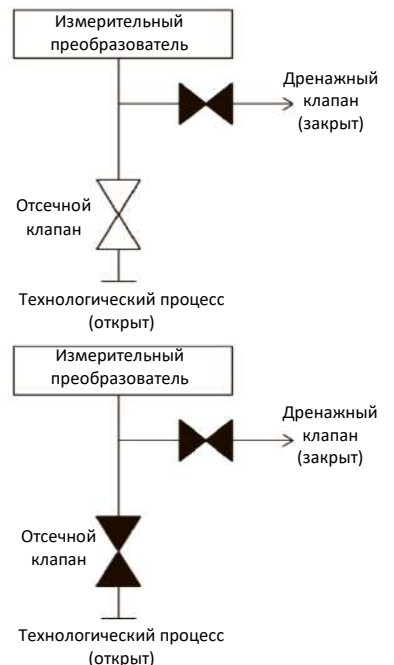 Измерительный
преобразователь
Дренажный
клапан
(закрыт)
Отсечной
клапан
Технологический процесс
(открыт)
Измерительный
преобразователь
Дренажный
клапан
(закрыт)
Отсечной
клапан
Технологический процесс
(открыт)